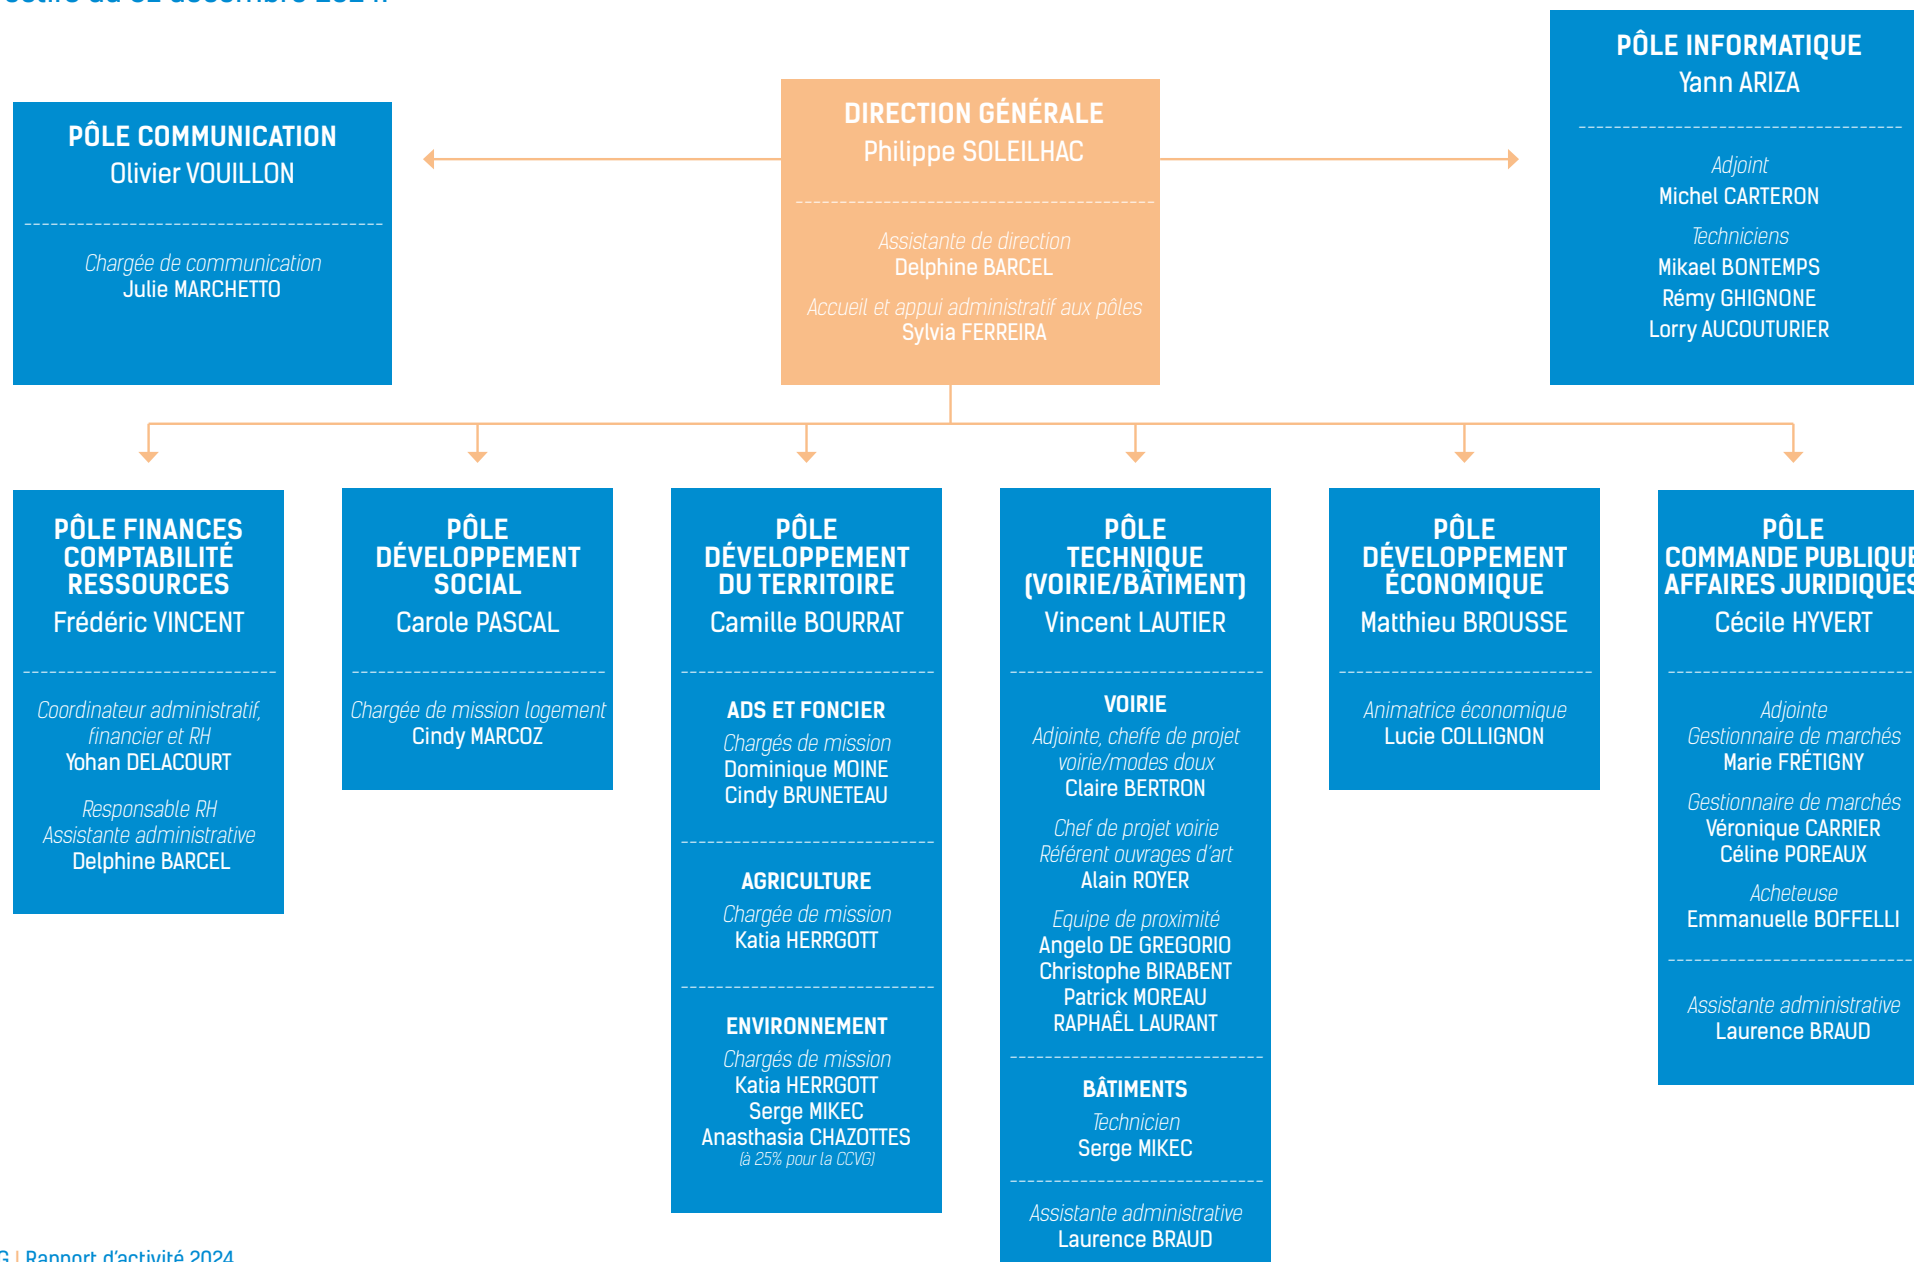 décembre 2024.
PÔLE COMMUNICATION
Olivier VOUILLON
Chargée de communication
Julie MARCHETTO
DIRECTION GÉNÉRALE
Philippe SOLEILHAC
Assistante de direction
Delphine BARCEL
Accueil et appui administratif aux pôles
Sylvia FERREIRA
PÔLE INFORMATIQUE
Yann ARIZA
Adjoint
Michel CARTERON
Techniciens
Mikael BONTEMPS
Rémy GHIGNONE
Lorry AUCOUTURIER
PÔLE FINANCES
COMPTABILITÉ
RESSOURCES
Frédéric VINCENT
Coordinateur administratif,
financier et RH
Yohan DELACOURT
Responsable RH
Assistante administrative
Delphine BARCEL
PÔLE
DÉVELOPPEMENT
SOCIAL
Carole PASCAL
Chargée de mission logement
Cindy MARCOZ
PÔLE
DÉVELOPPEMENT
DU TERRITOIRE
Camille BOURRAT
ADS ET FONCIER
Chargés de mission
Dominique MOINE
Cindy BRUNETEAU
AGRICULTURE
Chargée de mission
Katia HERRGOTT
ENVIRONNEMENT
Chargés de mission
Katia HERRGOTT
Serge MIKEC
Anasthasia CHAZOTTES
(à 25% pour la CCVG)
PÔLE
TECHNIQUE
(VOIRIE/BÂTIMENT)
Vincent LAUTIER
VOIRIE
Adjointe, cheffe de projet
voirie/modes doux
Claire BERTRON
Chef de projet voirie
Référent ouvrages d'art
Alain ROYER
Equipe de proximité
Angelo DE GREGORIO
Christophe BIRABENT
Patrick MOREAU
RAPHAÊL LAURANT
BÂTIMENTS
Technicien
Serge MIKEC
Assistante administrative
Laurence BRAUD
PÔLE
DÉVELOPPEMENT
ÉCONOMIQUE
Matthieu BROUSSE
Animatrice économique
Lucie COLLIGNON
PÔLE
COMMANDE PUBLIQUE
AFFAIRES JURIDIQUES
Cécile HYVERT
Adjointe
Gestionnaire de marchés
Marie FRÉTIGNY
Gestionnaire de marchés
Véronique CARRIER
Céline POREAUX
Acheteuse
Emmanuelle BOFFELLI
Assistante administrative
Laurence BRAUD
G | Rapport d'activité 2024